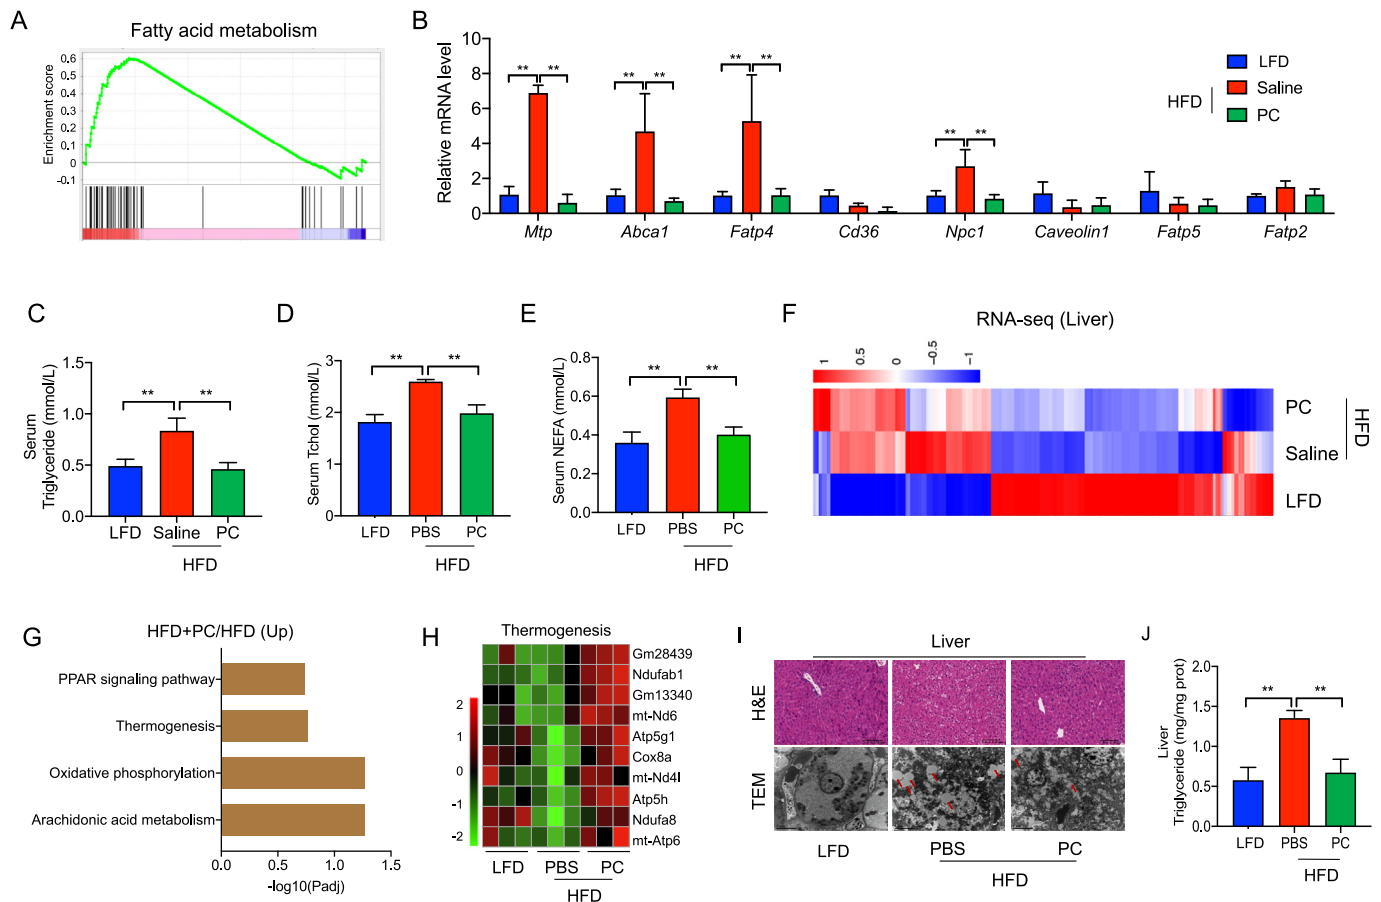 A
Fatty acid metabolism
Enrichment score
0.6
0.5
0.4
0.3
0.2
0.1
0
-0.1
B
Relative mRNA level
10
8
6
4
2
0
** **
** **
** **
** **
Mtp Abca1 Fatp4 Cd36 Npc1 Caveolin1 Fatp5 Fatp2
LFD
HFD
Saline
PC
C
Serum
Triglyceride (mmol/L)
1.5
1.0
0.5
0.0
** **
LFD Saline PC
HFD
D
Serum Tchol (mmol/L)
3
2
1
0
** **
LFD PBS PC
HFD
E
Serum NEFA (mmol/L)
0.8
0.6
0.4
0.2
0.0
** **
LFD PBS PC
HFD
F
RNA-seq (Liver)
1 0.5 0 −0.5 −1
PC
Saline
LFD
HFD
G
HFD+PC/HFD (Up)
PPAR signaling pathway
Thermogenesis
Oxidative phosphorylation
Arachidonic acid metabolism
0.0 0.5 1.0 1.5
-log10(Padj)
H
Thermogenesis
2
1
0
-1
-2
Gm28439
Ndufab1
Gm13340
mt-Nd6
Atp5g1
Cox8a
mt-Nd4l
Atp5h
Ndufa8
mt-Atp6
LFD PBS PC
HFD
I
Liver
H&E
TEM
LFD PBS PC
HFD
J
Liver
Triglyceride (mg/mg prot)
2.0
1.5
1.0
0.5
0.0
** **
LFD PBS PC
HFD